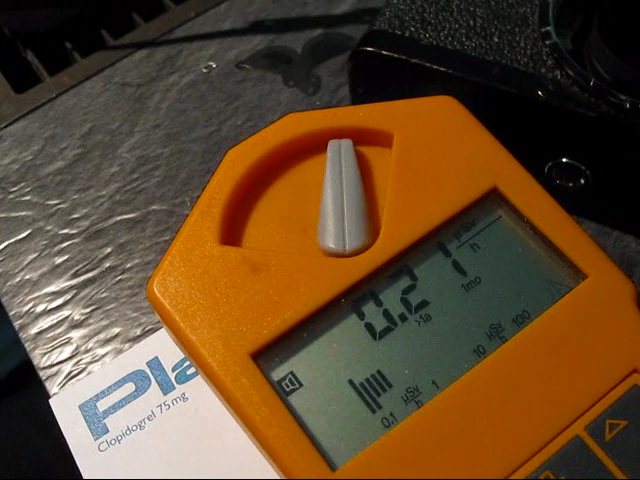 0.21 µSv/h
>1a 1mo
0.1 µSv/h 1 10 µSv/h 100
Pla
Clopidogrel 75mg